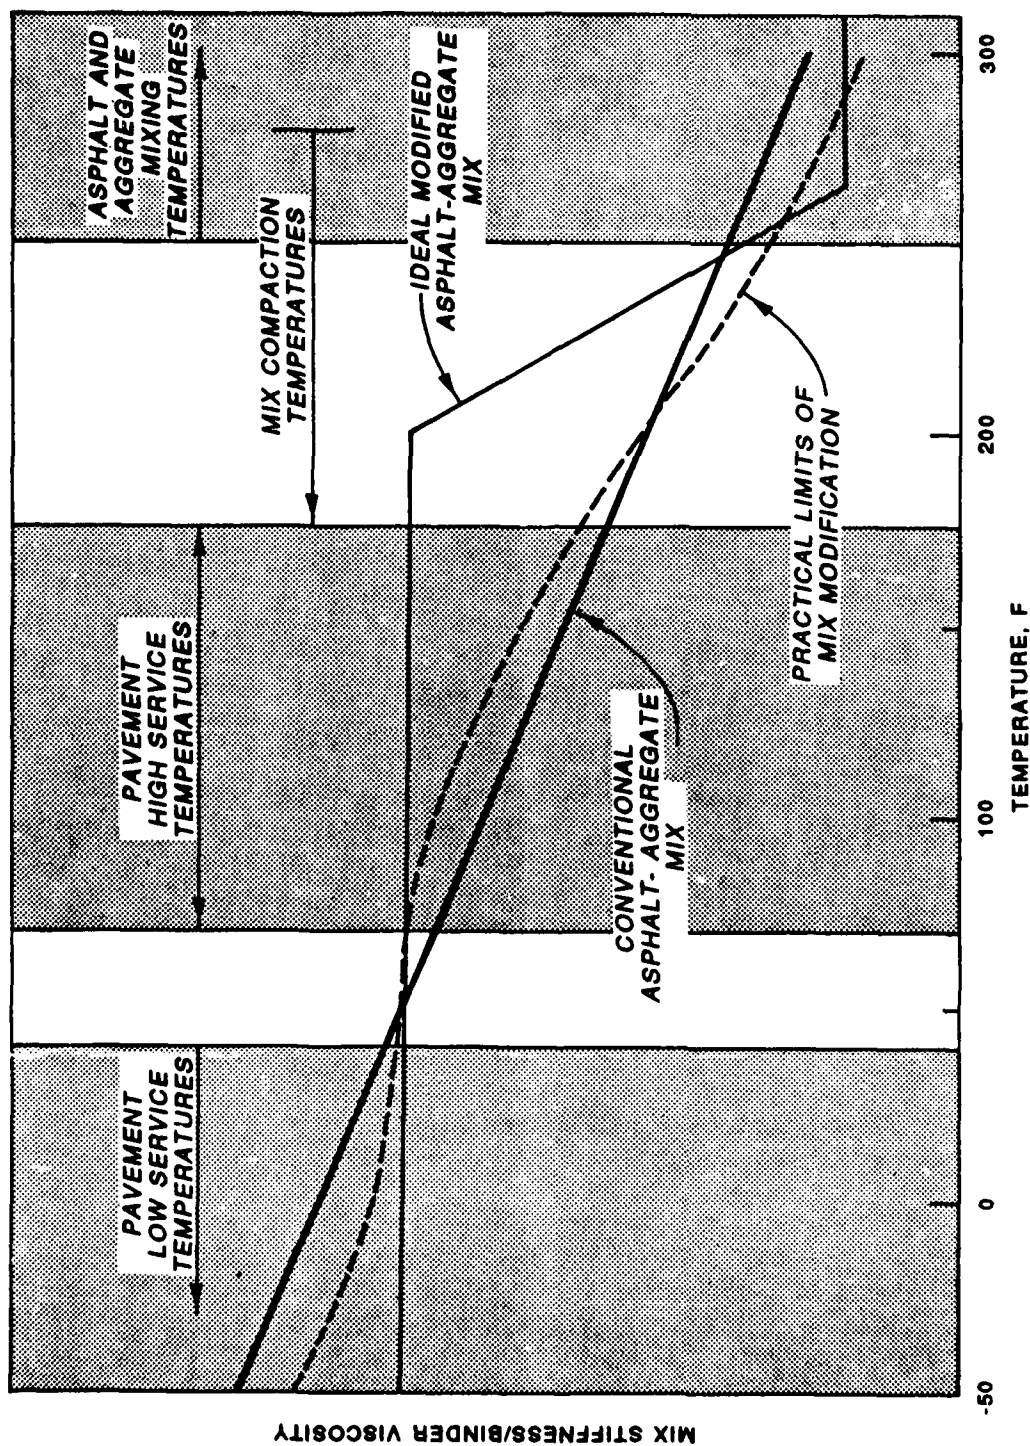 PAVEMENT
LOW SERVICE
TEMPERATURES
PAVEMENT
HIGH SERVICE
TEMPERATURES
ASPHALT AND
AGGREGATE
MIXING
TEMPERATURES
MIX COMPACTION
TEMPERATURES
IDEAL MODIFIED
ASPHALT-AGGREGATE
MIX
CONVENTIONAL
ASPHALT- AGGREGATE
MIX
PRACTICAL LIMITS OF
MIX MODIFICATION
MIX STIFFNESS/BINDER VISCOSITY
-50
0
100
200
300
TEMPERATURE, F